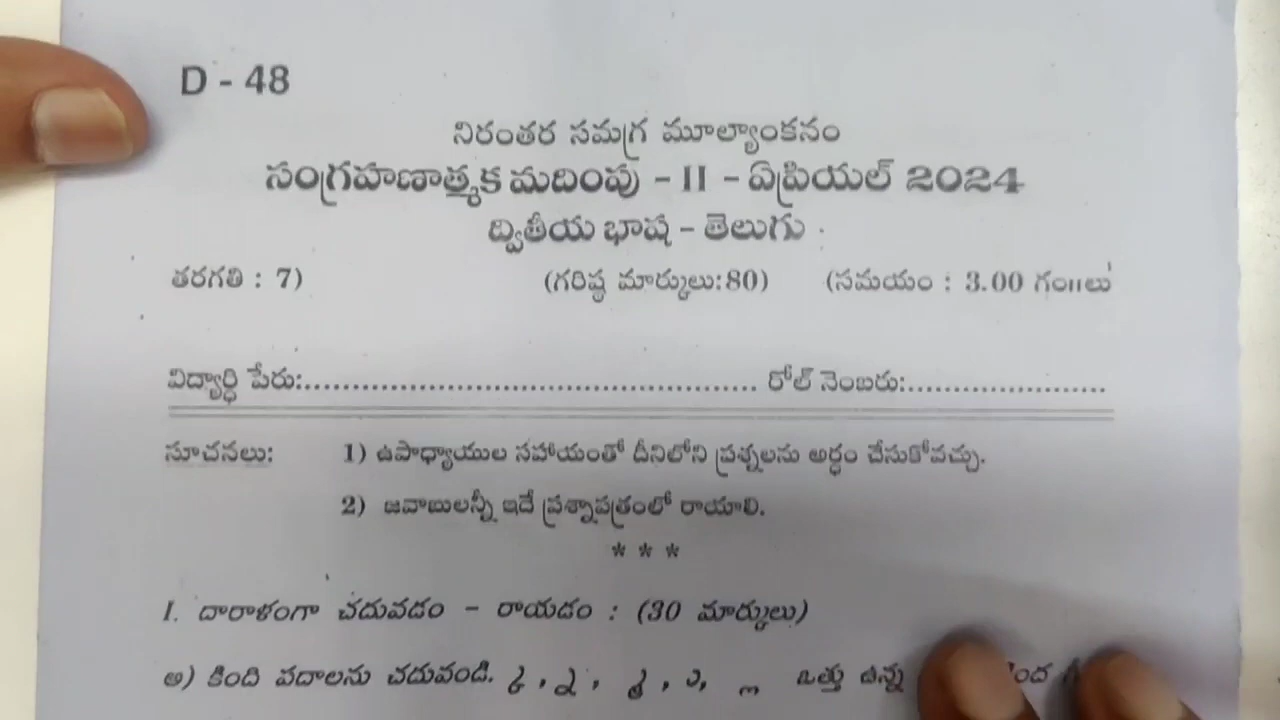 D - 48
నిరంతర సమగ్ర మూల్యాంకనం
సంగ్రహణాత్మక మదింపు - II - ఏప్రియల్ 2024
ద్వితీయ భాష - తెలుగు
తరగతి : 7) (గరిష్ఠ మార్కులు:80) (సమయం : 3.00 గం॥లు
విద్యార్థి పేరు:............................................................ రోల్ నెంబరు:.......................
సూచనలు: 1) ఉపాధ్యాయుల సహాయంతో దీనిలోని ప్రశ్నలను అర్థం చేసుకోవచ్చు.
2) జవాబులన్నీ ఇదే ప్రశ్నాపత్రంలో రాయాలి.
* * *
I. దారాళంగా చదువడం - రాయడం : (30 మార్కులు)
అ) కింది పదాలను చదువండి. ఒత్తు ఉన్న